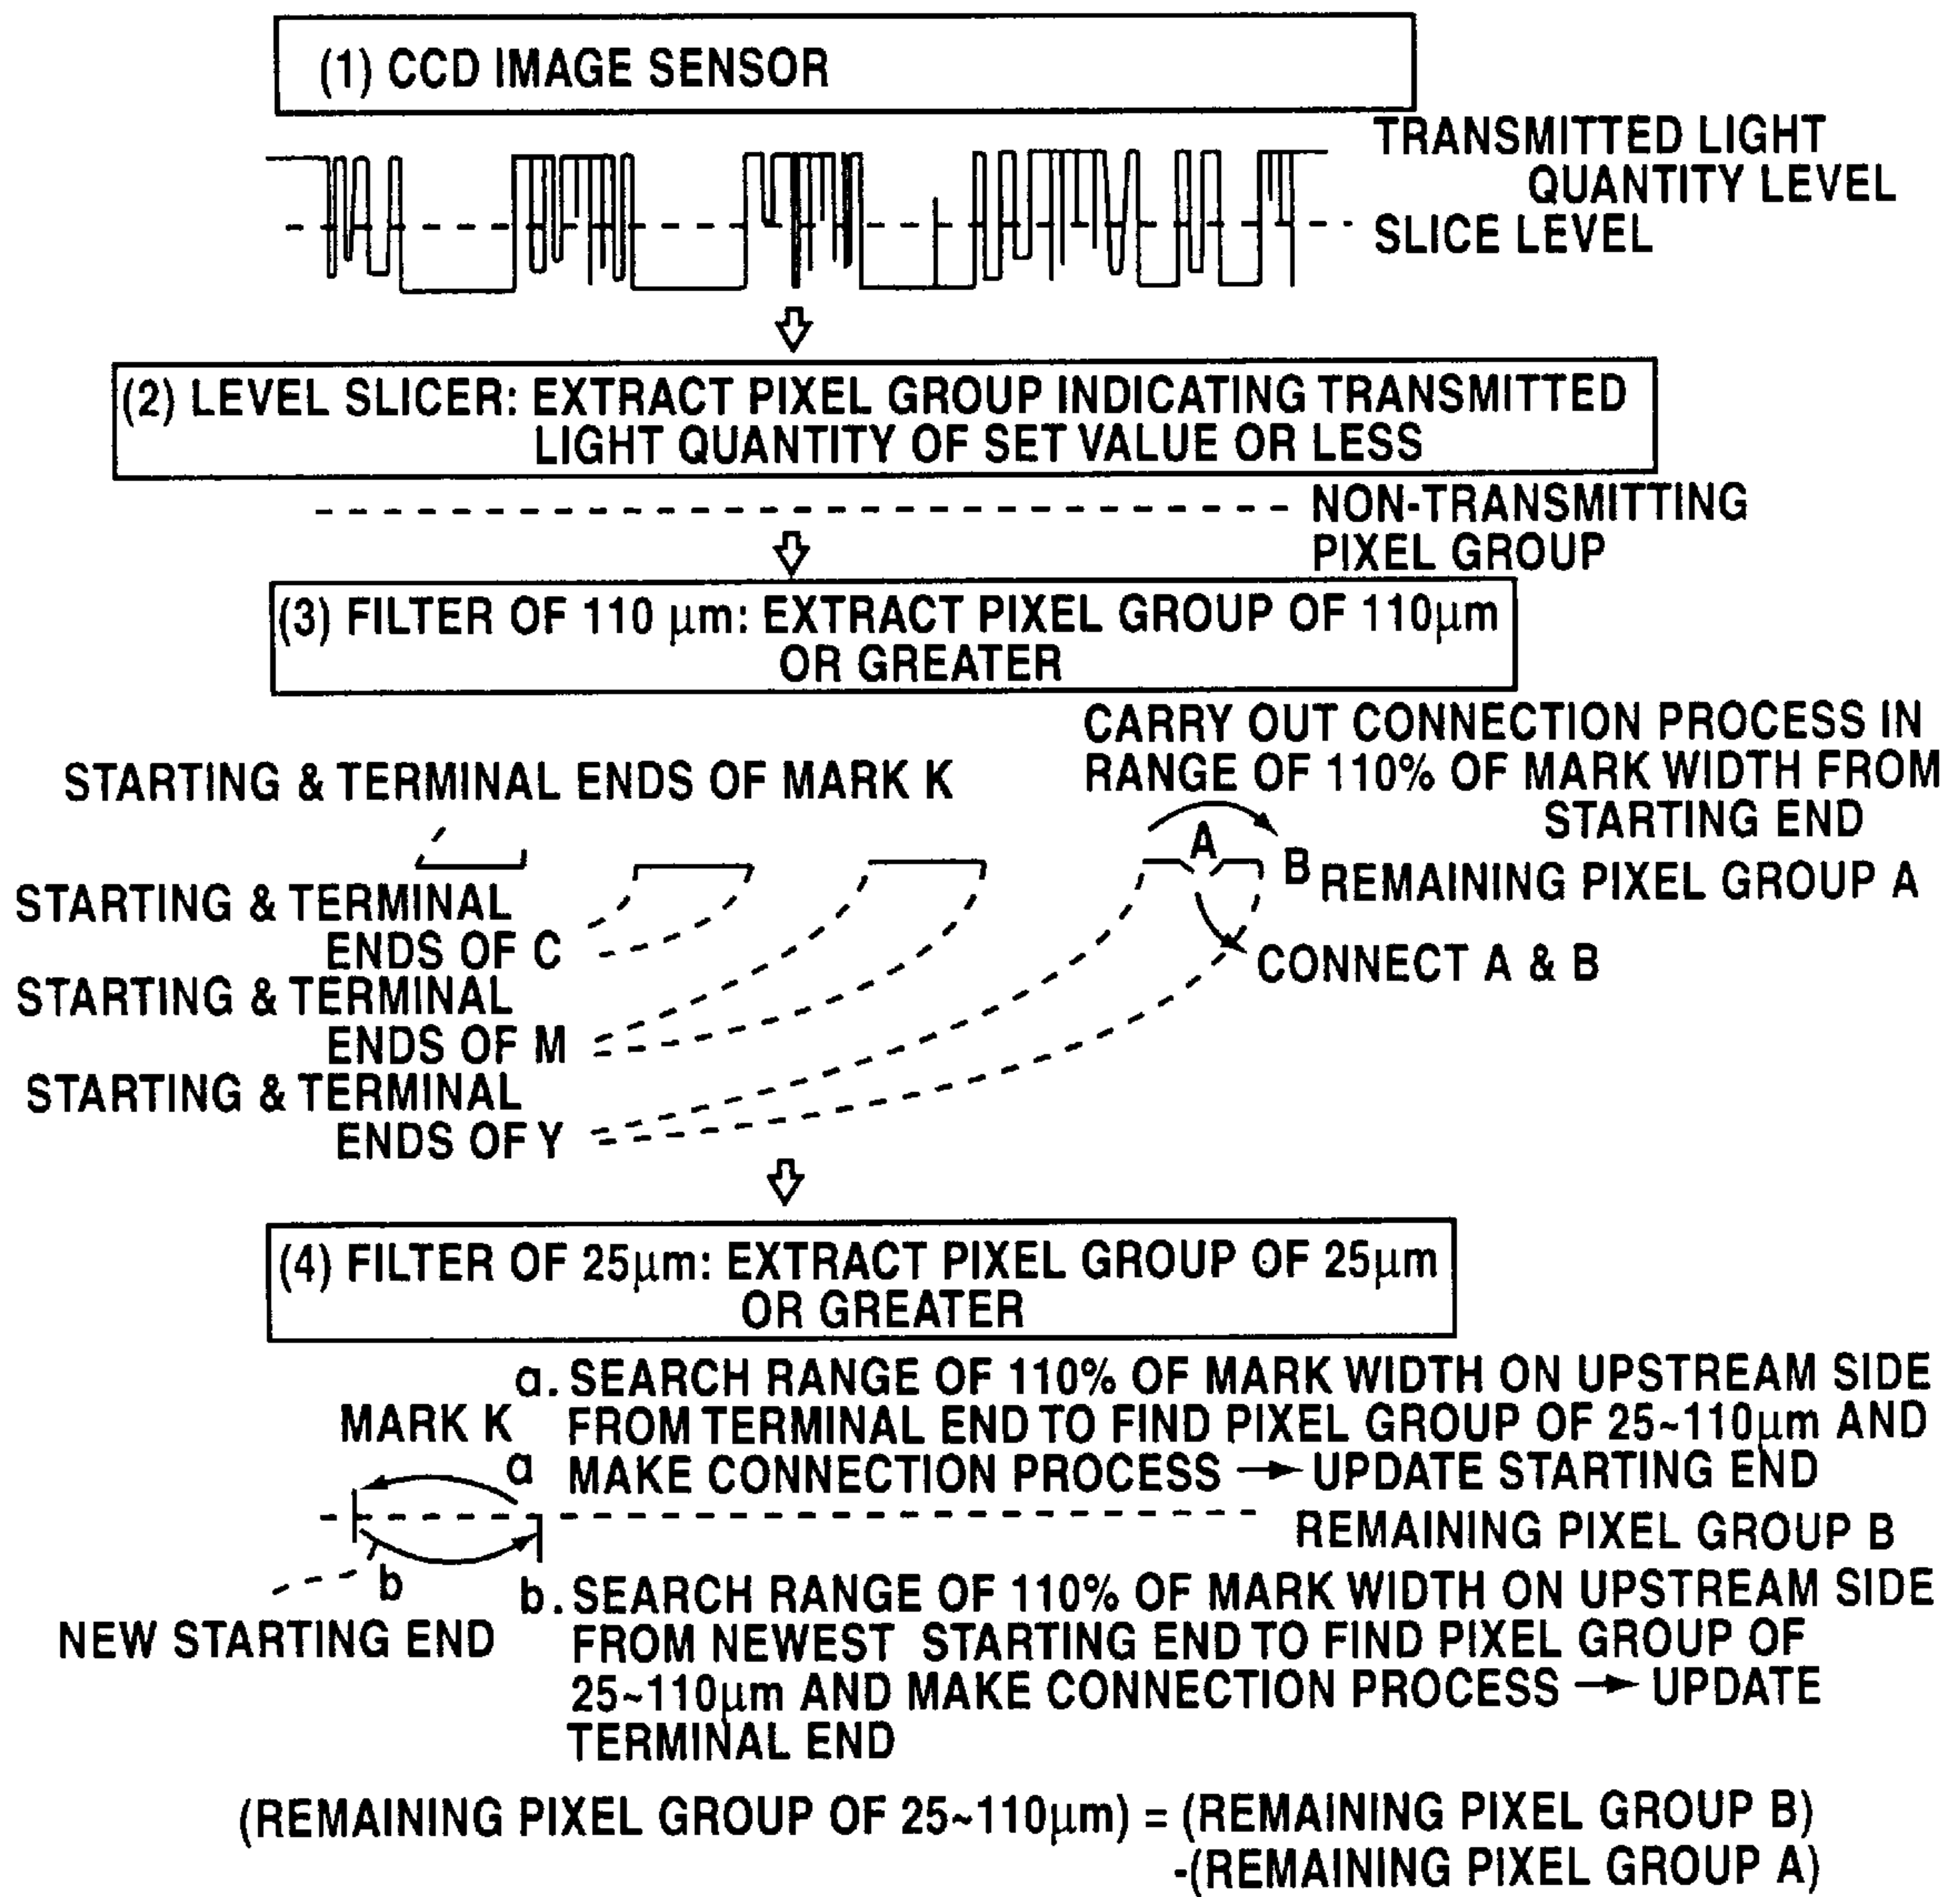 (1) CCD IMAGE SENSOR
TRANSMITTED LIGHT
QUANTITY LEVEL
SLICE LEVEL
(2) LEVEL SLICER: EXTRACT PIXEL GROUP INDICATING TRANSMITTED
LIGHT QUANTITY OF SET VALUE OR LESS
NON-TRANSMITTING
PIXEL GROUP
(3) FILTER OF 110 μm: EXTRACT PIXEL GROUP OF 110μm
OR GREATER
CARRY OUT CONNECTION PROCESS IN
RANGE OF 110% OF MARK WIDTH FROM
STARTING END
STARTING & TERMINAL ENDS OF MARK K
A
B
REMAINING PIXEL GROUP A
CONNECT A & B
STARTING & TERMINAL
ENDS OF C
STARTING & TERMINAL
ENDS OF M
STARTING & TERMINAL
ENDS OF Y
(4) FILTER OF 25μm: EXTRACT PIXEL GROUP OF 25μm
OR GREATER
a. SEARCH RANGE OF 110% OF MARK WIDTH ON UPSTREAM SIDE
FROM TERMINAL END TO FIND PIXEL GROUP OF 25~110μm AND
MAKE CONNECTION PROCESS → UPDATE STARTING END
MARK K
a
REMAINING PIXEL GROUP B
b
NEW STARTING END
b. SEARCH RANGE OF 110% OF MARK WIDTH ON UPSTREAM SIDE
FROM NEWEST STARTING END TO FIND PIXEL GROUP OF
25~110μm AND MAKE CONNECTION PROCESS → UPDATE
TERMINAL END
(REMAINING PIXEL GROUP OF 25~110μm) = (REMAINING PIXEL GROUP B)
-(REMAINING PIXEL GROUP A)